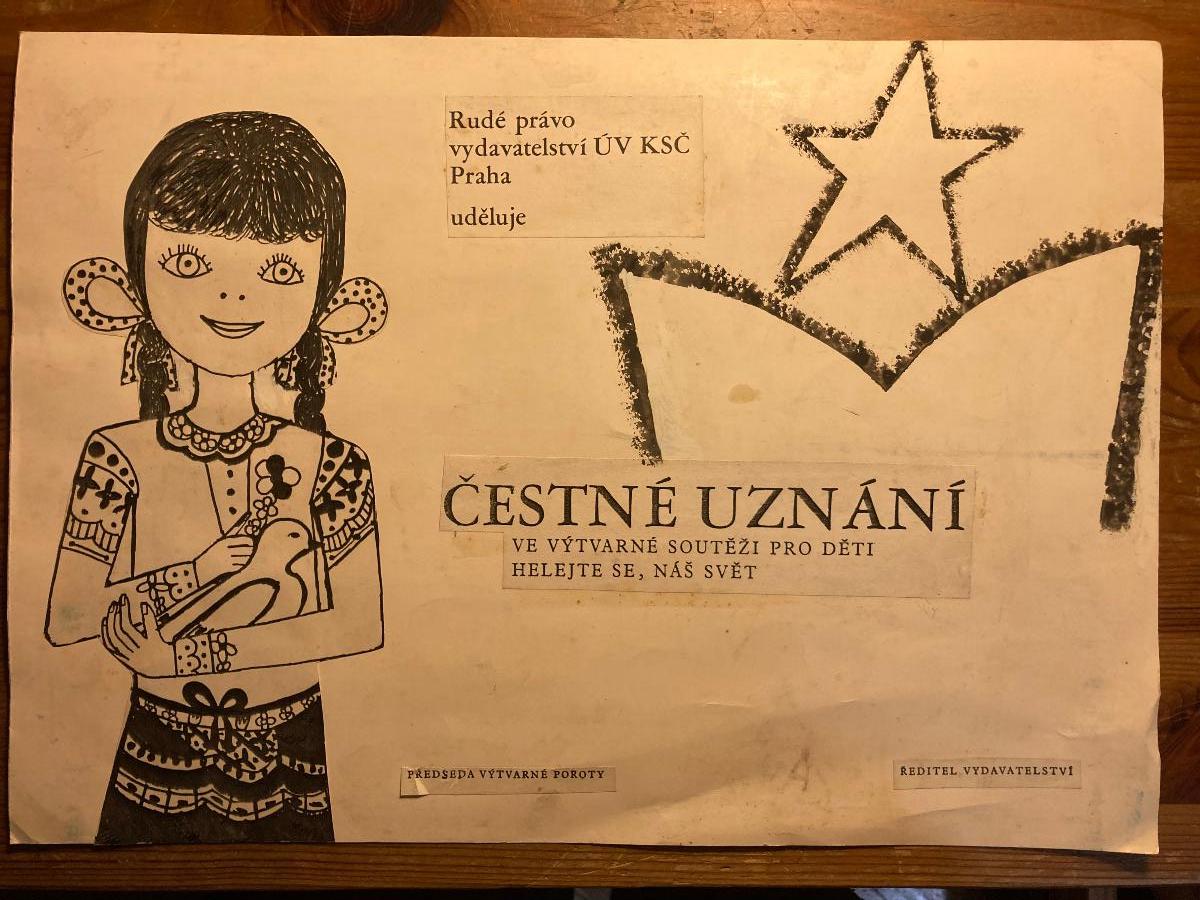 Rudé právo
vydavatelství ÚV KSČ
Praha
uděluje
ČESTNÉ UZNÁNÍ
VE VÝTVARNÉ SOUTĚŽI PRO DĚTI
HELEJTE SE, NÁŠ SVĚT
PŘEDSEDA VÝTVARNÉ POROTY
ŘEDITEL VYDAVATELSTVÍ